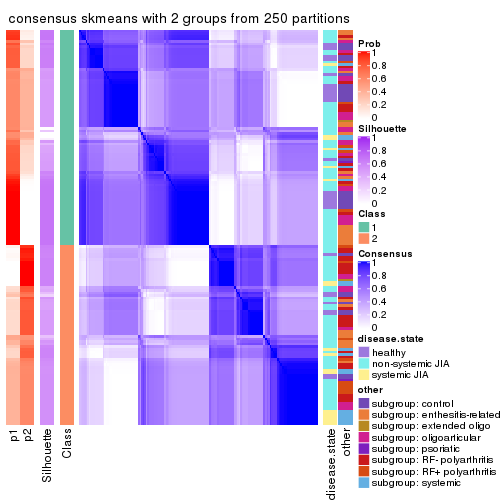 consensus skmeans with 2 groups from 250 partitions
Prob
1
0.8
0.6
0.4
0.2
0
Silhouette
1
0.8
0.6
0.4
0.2
0
Class
1
2
Consensus
1
0.8
0.6
0.4
0.2
0
disease.state
healthy
non-systemic JIA
systemic JIA
other
subgroup: control
subgroup: enthesitis-related
subgroup: extended oligo
subgroup: oligoarticular
subgroup: psoriatic
subgroup: RF- polyarthritis
subgroup: RF+ polyarthritis
subgroup: systemic
p1
p2
Silhouette
Class
disease.state
other